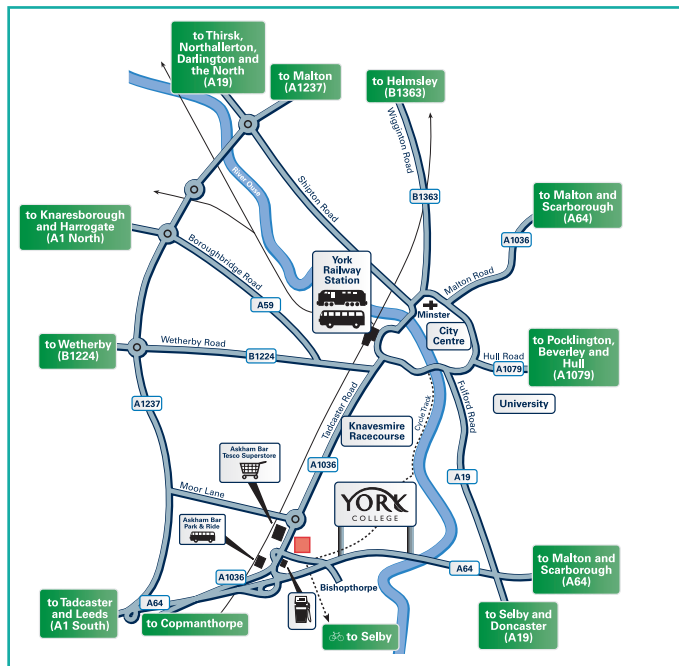 to Thirsk,
Northallerton,
Darlington and
the North
(A19)
to Malton
(A1237)
to Helmsley
(B1363)
Wigginton Road
River Ouse
Shipton Road
B1363
to Malton and
Scarborough
(A64)
A1036
Malton Road
to Knaresborough
and Harrogate
(A1 North)
Boroughbridge Road
A59
York
Railway
Station
Minster
City
Centre
to Wetherby
(B1224)
Wetherby Road
B1224
Hull Road
A1079
to Pocklington,
Beverley and
Hull
(A1079)
University
A1237
Tadcaster Road
Fulford Road
Cycle Track
Knavesmire
Racecourse
Askham Bar
Tesco Superstore
A1036
A19
Moor Lane
YORK
COLLEGE
Askham Bar
Park & Ride
A1036
Bishopthorpe
A64
to Malton and
Scarborough
(A64)
to Tadcaster
and Leeds
(A1 South)
A64
to Copmanthorpe
to Selby
to Selby and
Doncaster
(A19)